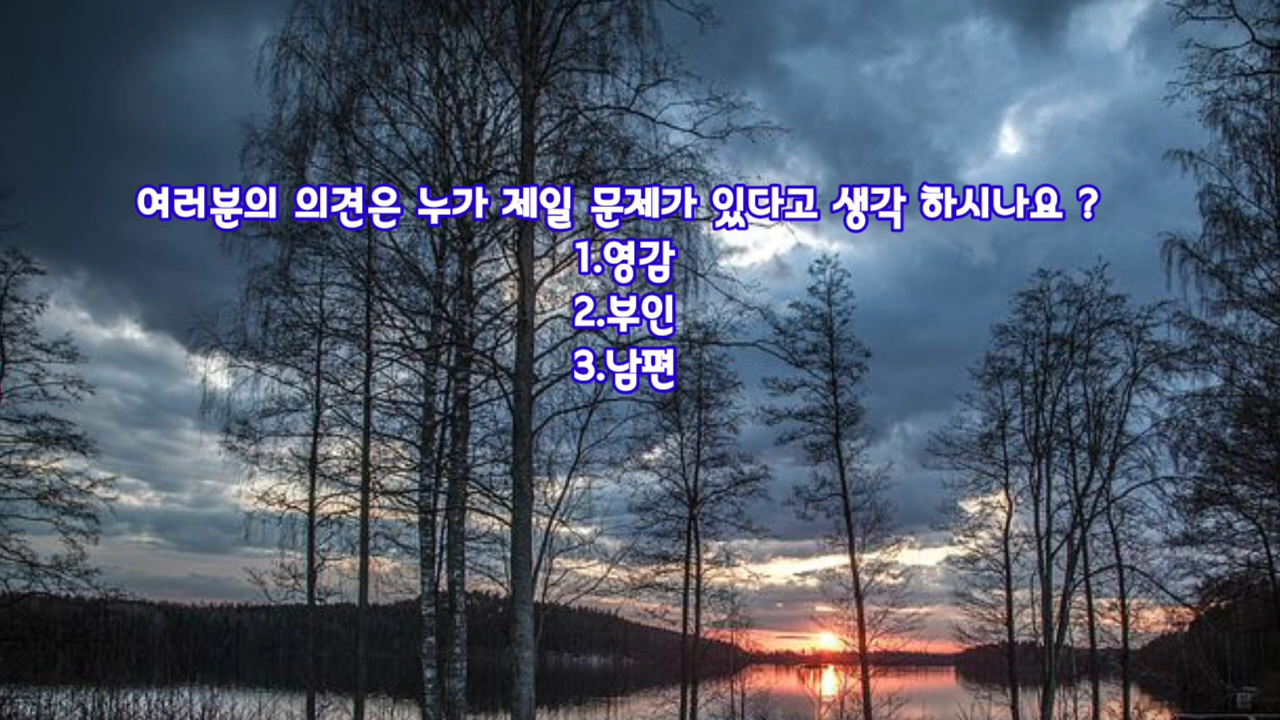 여러분의 의견은 누가 제일 문제가 있다고 생각 하시나요 ?
1.영감
2.부인
3.남편